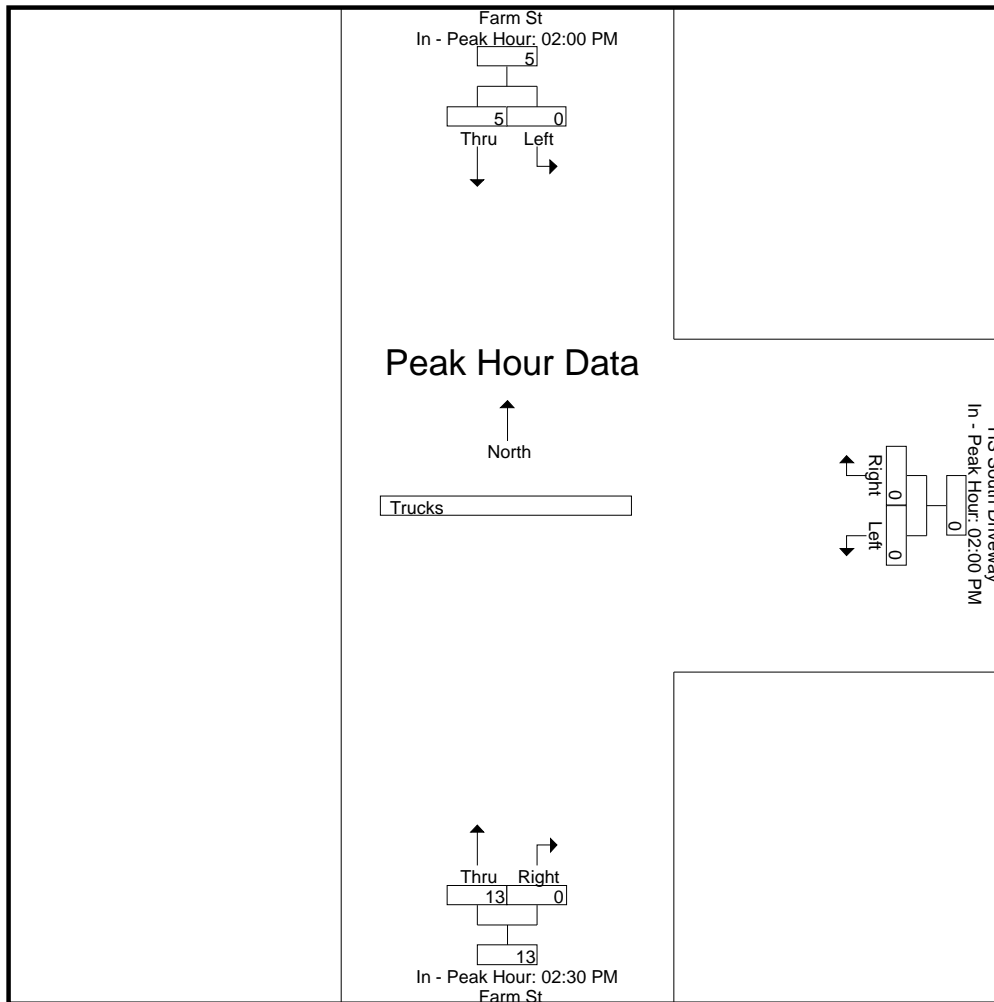 Farm St
In - Peak Hour: 02:00 PM
5
5 0
Thru Left
Peak Hour Data
North
Trucks
South Driveway
In - Peak Hour: 02:00 PM
0
0 0
Right Left
Thru Right
13 0
13
In - Peak Hour: 02:30 PM
Farm St